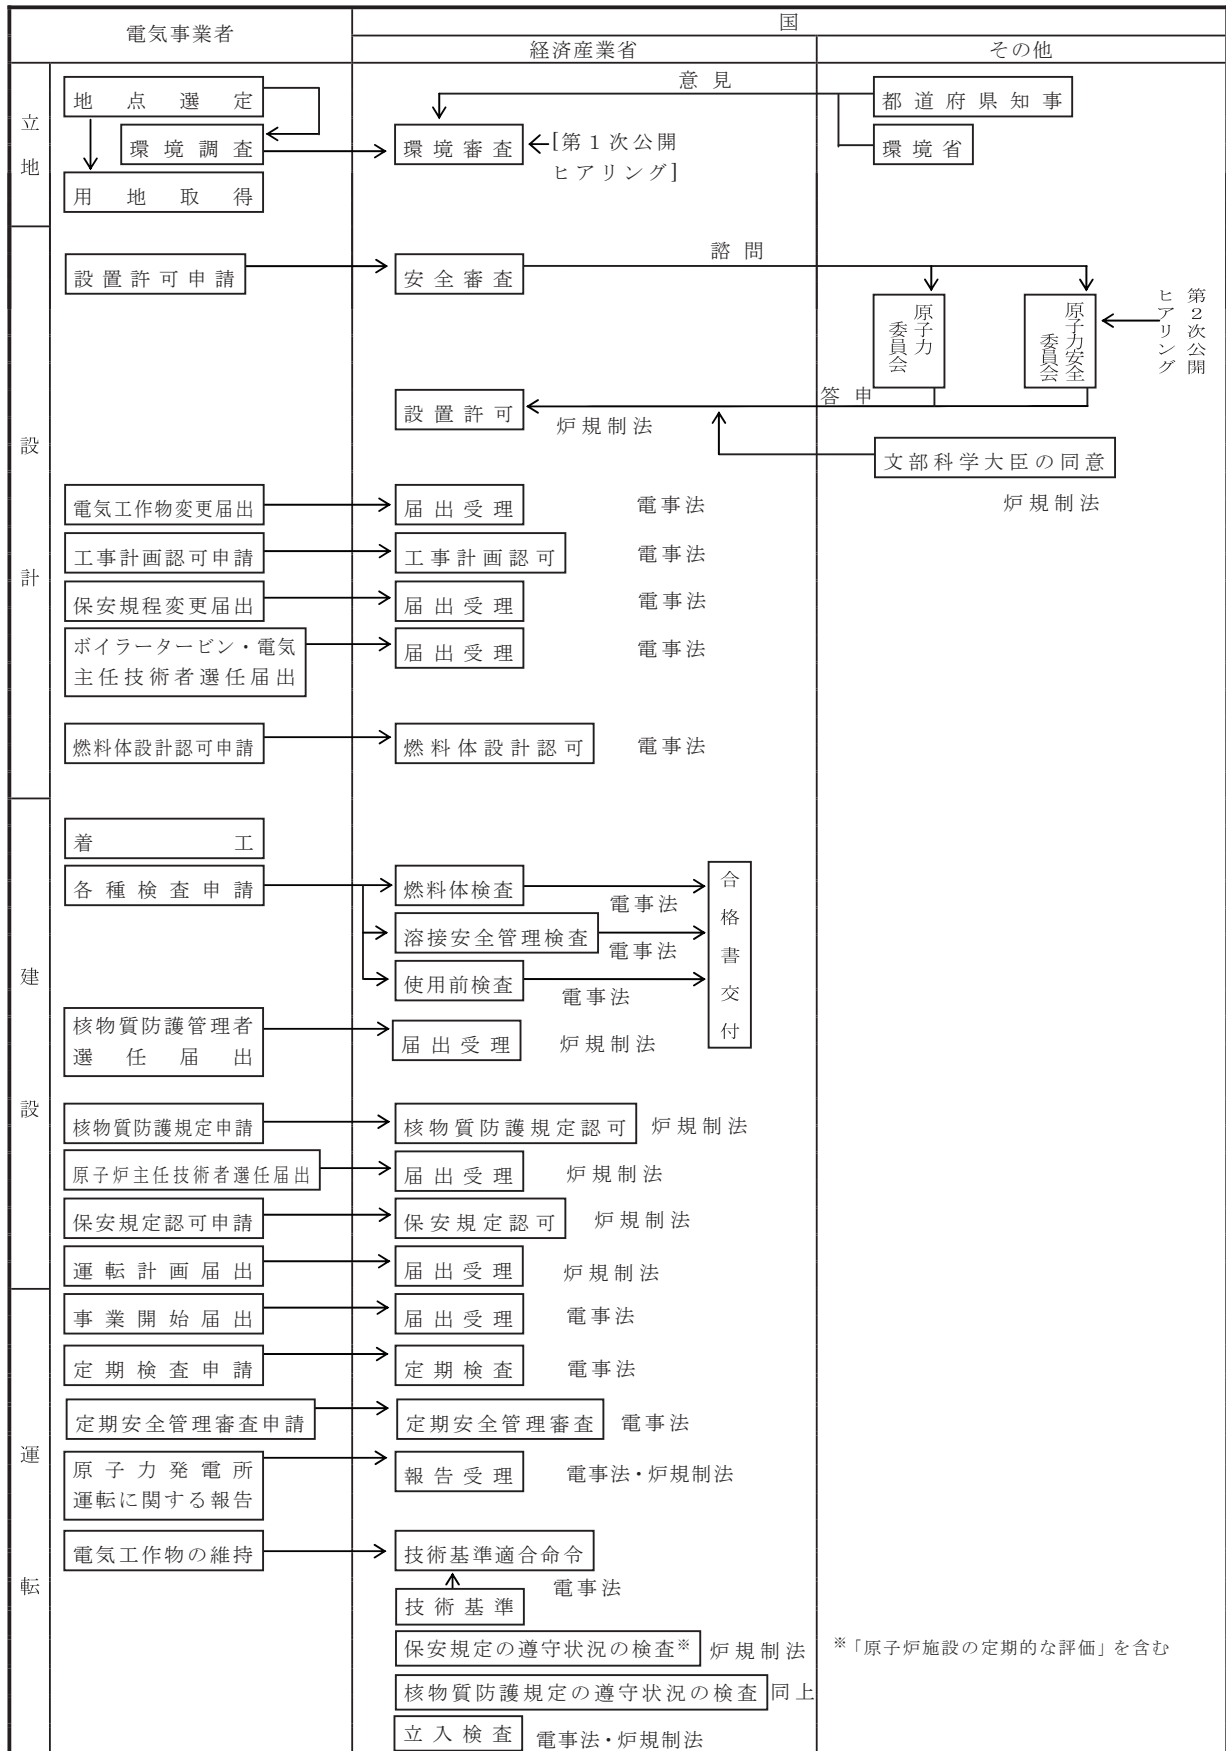 電気事業者
国
経済産業省
その他
立地
地点選定
環境調査
用地取得
環境審査
[第1次公開
ヒアリング]
意見
都道府県知事
環境省
設計
設置許可申請
安全審査
諮問
原子力
委員会
原子力安全
委員会
第2次公開
ヒアリング
答申
設置許可
炉規制法
文部科学大臣の同意
炉規制法
電気工作物変更届出
届出受理
電事法
工事計画認可申請
工事計画認可
電事法
保安規程変更届出
届出受理
電事法
ボイラータービン・電気
主任技術者選任届出
届出受理
電事法
燃料体設計認可申請
燃料体設計認可
電事法
建設
着工
各種検査申請
燃料体検査
電事法
溶接安全管理検査
電事法
使用前検査
電事法
合格書交付
核物質防護管理者
選任届出
届出受理
炉規制法
核物質防護規定申請
核物質防護規定認可
炉規制法
原子炉主任技術者選任届出
届出受理
炉規制法
保安規定認可申請
保安規定認可
炉規制法
運転計画届出
届出受理
炉規制法
運転
事業開始届出
届出受理
電事法
定期検査申請
定期検査
電事法
定期安全管理審査申請
定期安全管理審査
電事法
原子力発電所
運転に関する報告
報告受理
電事法・炉規制法
電気工作物の維持
技術基準適合命令
電事法
技術基準
保安規定の遵守状況の検査※
炉規制法
※「原子炉施設の定期的な評価」を含む
核物質防護規定の遵守状況の検査
同上
立入検査
電事法・炉規制法